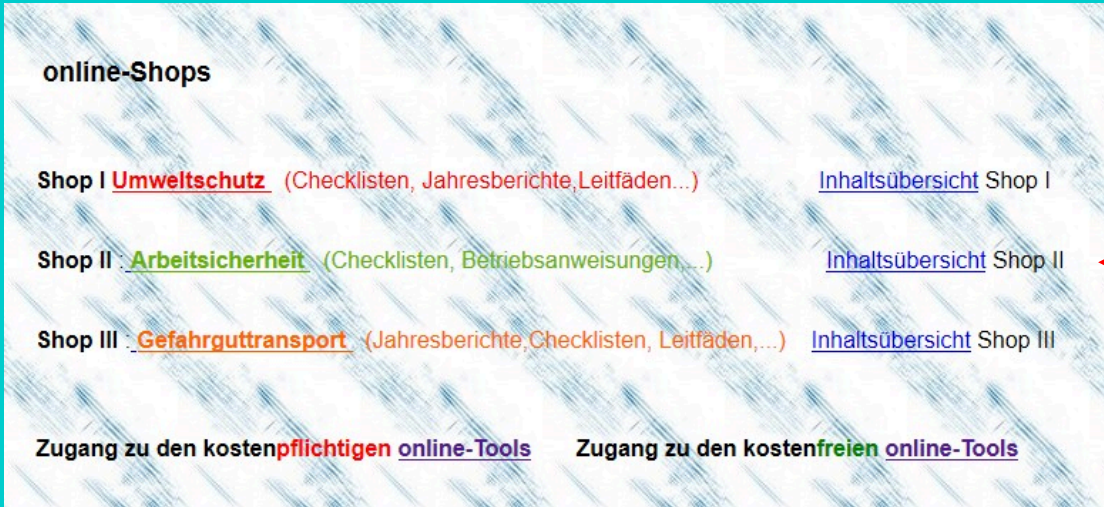 online-Shops
Shop I Umweltschutz (Checklisten, Jahresberichte,Leitfäden...) Inhaltsübersicht Shop I
Shop II : Arbeitsicherheit (Checklisten, Betriebsanweisungen,...) Inhaltsübersicht Shop II
Shop III : Gefahrguttransport (Jahresberichte,Checklisten, Leitfäden,...) Inhaltsübersicht Shop III
Zugang zu den kostenpflichtigen online-Tools Zugang zu den kostenfreien online-Tools